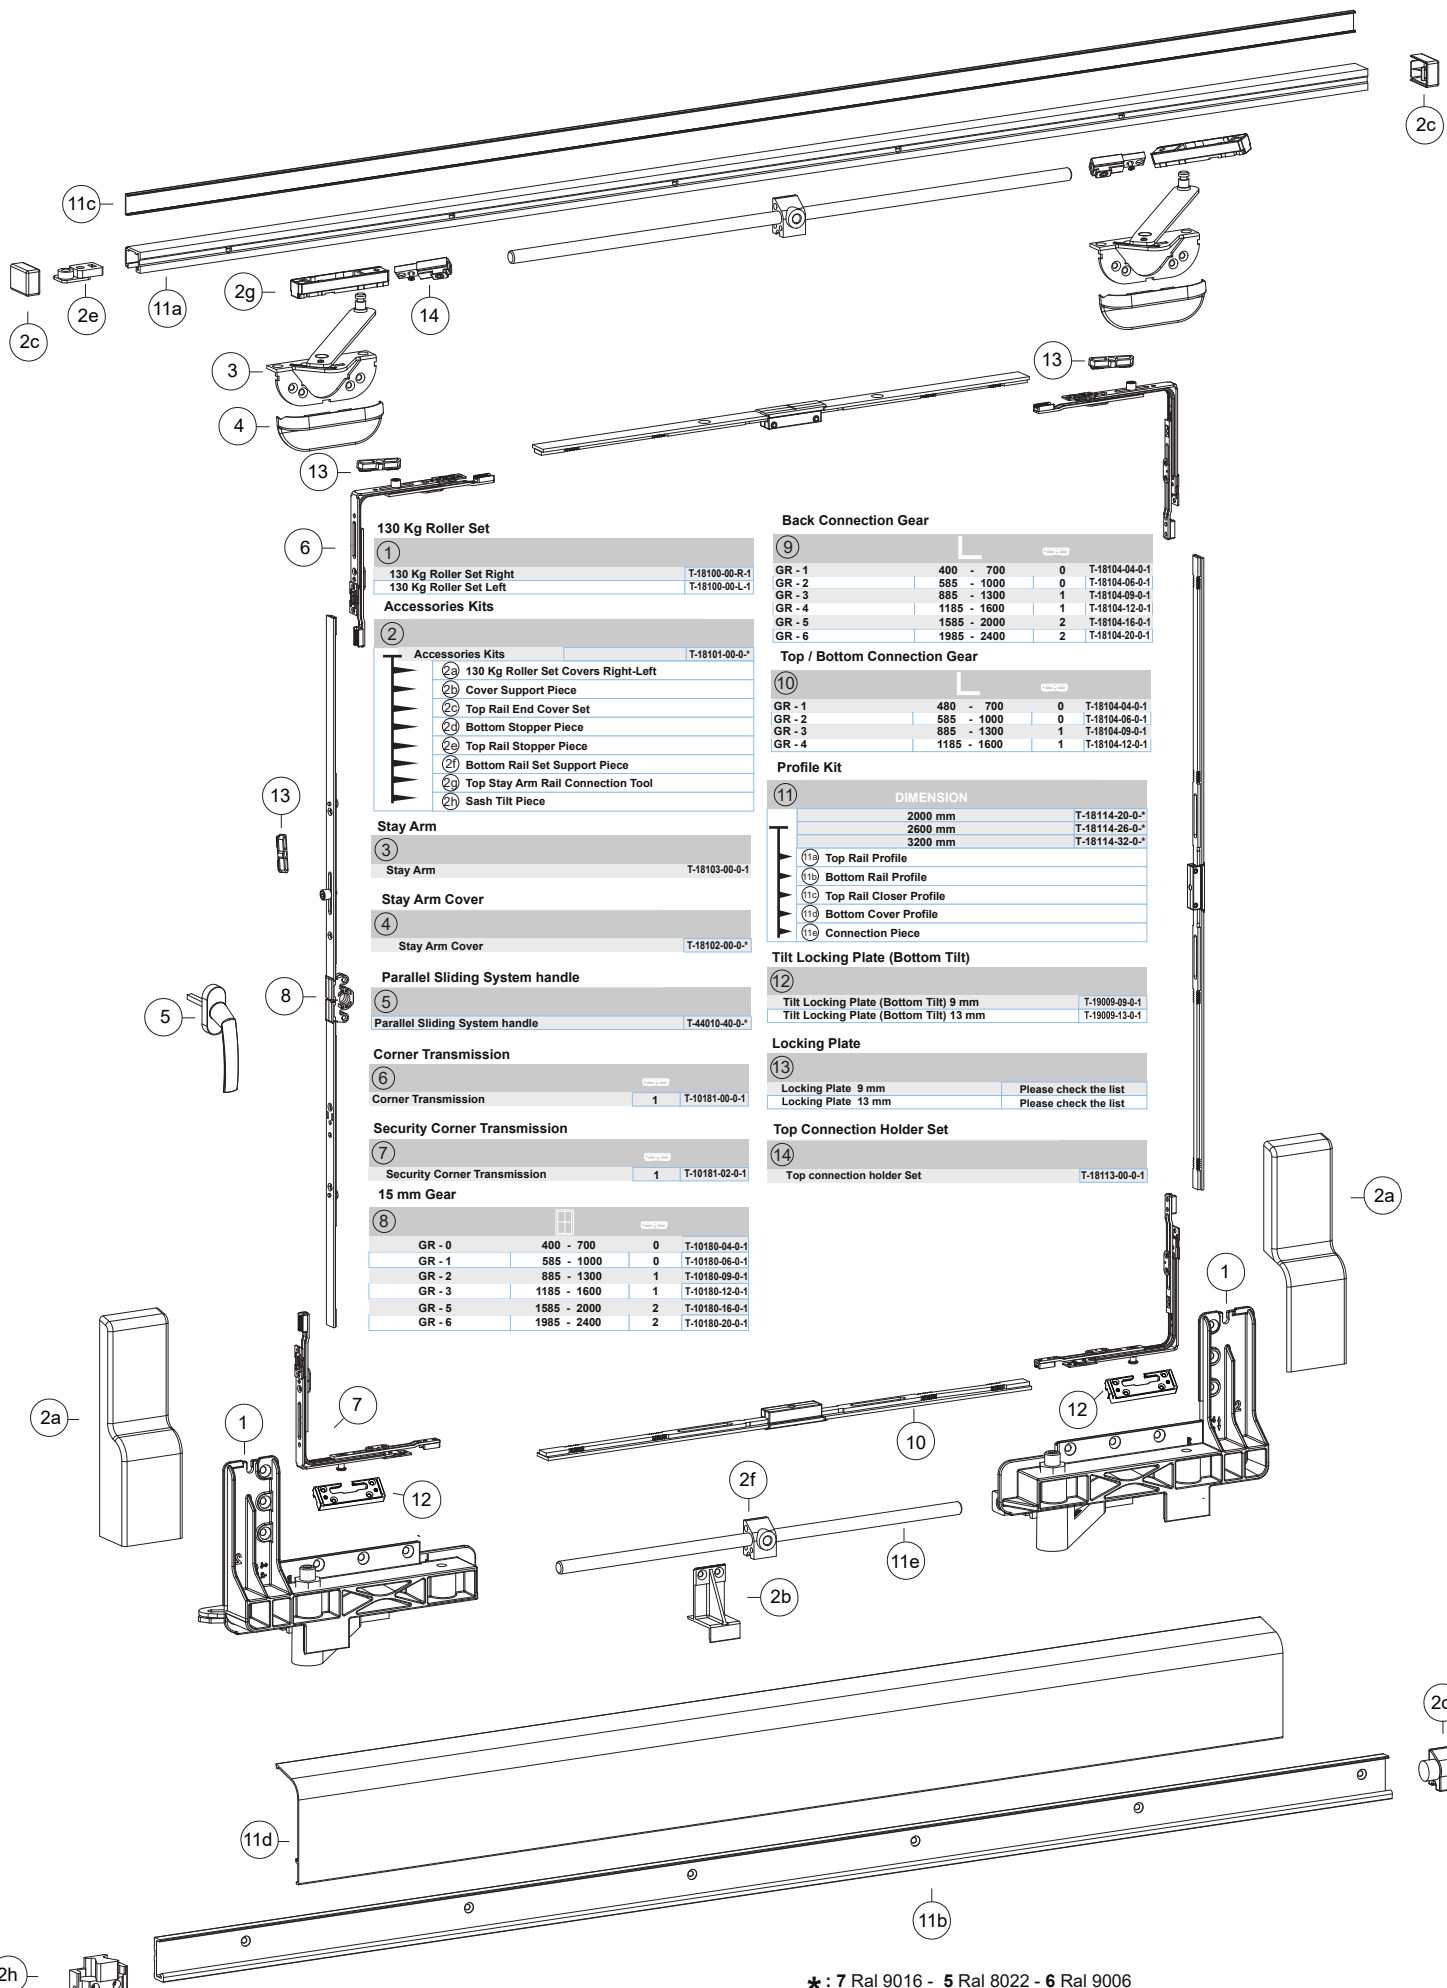 2c
11c
2c
2e
11a
2g
14
3
4
13
13
6
13
8
5
2a
1
7
12
2a
1
12
10
2f
11e
2b
11d
11b
2h
130 Kg Roller Set
1
130 Kg Roller Set Right T-18100-00-R-1
130 Kg Roller Set Left T-18100-00-L-1
Accessories Kits
2
Accessories Kits T-18101-00-0-*
2a 130 Kg Roller Set Covers Right-Left
2b Cover Support Piece
2c Top Rail End Cover Set
2d Bottom Stopper Piece
2e Top Rail Stopper Piece
2f Bottom Rail Set Support Piece
2g Top Stay Arm Rail Connection Tool
2h Sash Tilt Piece
Stay Arm
3
Stay Arm T-18103-00-0-1
Stay Arm Cover
4
Stay Arm Cover T-18102-00-0-*
Parallel Sliding System handle
5
Parallel Sliding System handle T-44010-40-0-*
Corner Transmission
6
Corner Transmission 1 T-10181-00-0-1
Security Corner Transmission
7
Security Corner Transmission 1 T-10181-02-0-1
15 mm Gear
8
GR - 0 400 - 700 0 T-10180-04-0-1
GR - 1 585 - 1000 0 T-10180-06-0-1
GR - 2 885 - 1300 1 T-10180-09-0-1
GR - 3 1185 - 1600 1 T-10180-12-0-1
GR - 5 1585 - 2000 2 T-10180-16-0-1
GR - 6 1985 - 2400 2 T-10180-20-0-1
Back Connection Gear
9
GR - 1 400 - 700 0 T-18104-04-0-1
GR - 2 585 - 1000 0 T-18104-06-0-1
GR - 3 885 - 1300 1 T-18104-09-0-1
GR - 4 1185 - 1600 1 T-18104-12-0-1
GR - 5 1585 - 2000 2 T-18104-16-0-1
GR - 6 1985 - 2400 2 T-18104-20-0-1
Top / Bottom Connection Gear
10
GR - 1 480 - 700 0 T-18104-04-0-1
GR - 2 585 - 1000 0 T-18104-06-0-1
GR - 3 885 - 1300 1 T-18104-09-0-1
GR - 4 1185 - 1600 1 T-18104-12-0-1
Profile Kit
11 DIMENSION
2000 mm T-18114-20-0-*
2600 mm T-18114-26-0-*
3200 mm T-18114-32-0-*
11a Top Rail Profile
11b Bottom Rail Profile
11c Top Rail Closer Profile
11d Bottom Cover Profile
11e Connection Piece
Tilt Locking Plate (Bottom Tilt)
12
Tilt Locking Plate (Bottom Tilt) 9 mm T-19009-09-0-1
Tilt Locking Plate (Bottom Tilt) 13 mm T-19009-13-0-1
Locking Plate
13
Locking Plate 9 mm Please check the list
Locking Plate 13 mm Please check the list
Top Connection Holder Set
14
Top connection holder Set T-18113-00-0-1
* : 7 Ral 9016 - 5 Ral 8022 - 6 Ral 9006